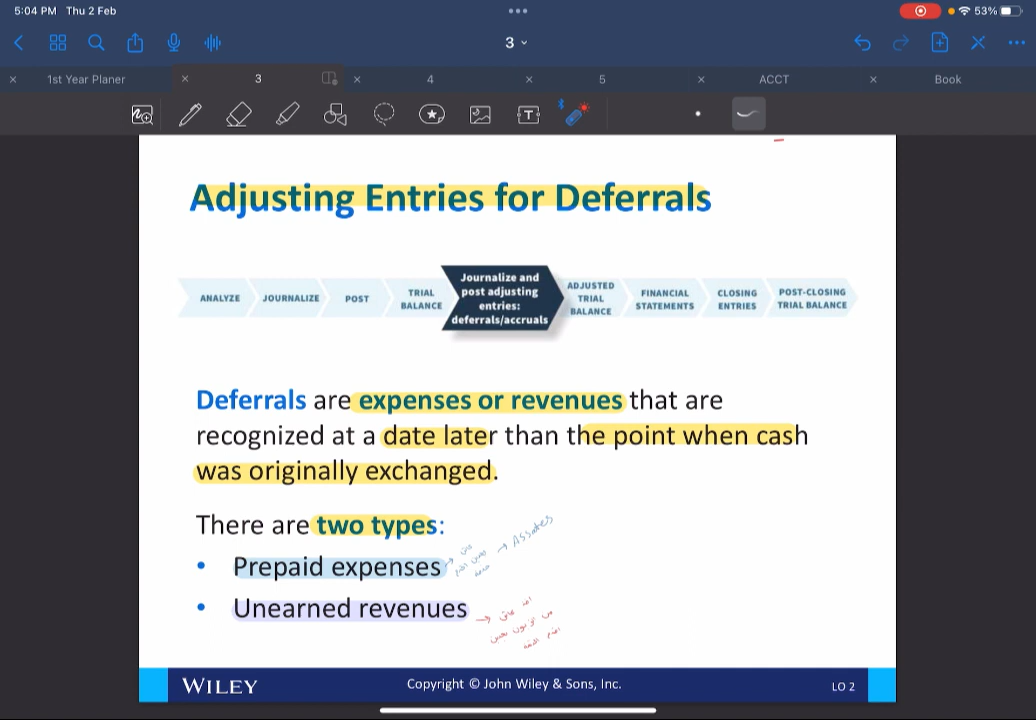 5:04 PM Thu 2 Feb
53%
3
1st Year Planer
3
4
5
ACCT
Book
Adjusting Entries for Deferrals
ANALYZE
JOURNALIZE
POST
TRIAL
BALANCE
Journalize and
post adjusting
entries:
deferrals/accruals
ADJUSTED
TRIAL
BALANCE
FINANCIAL
STATEMENTS
CLOSING
ENTRIES
POST-CLOSING
TRIAL BALANCE
Deferrals are expenses or revenues that are
recognized at a date later than the point when cash
was originally exchanged.
There are two types:
• Prepaid expenses
→ Assates
• Unearned revenues
WILEY
Copyright © John Wiley & Sons, Inc.
LO 2